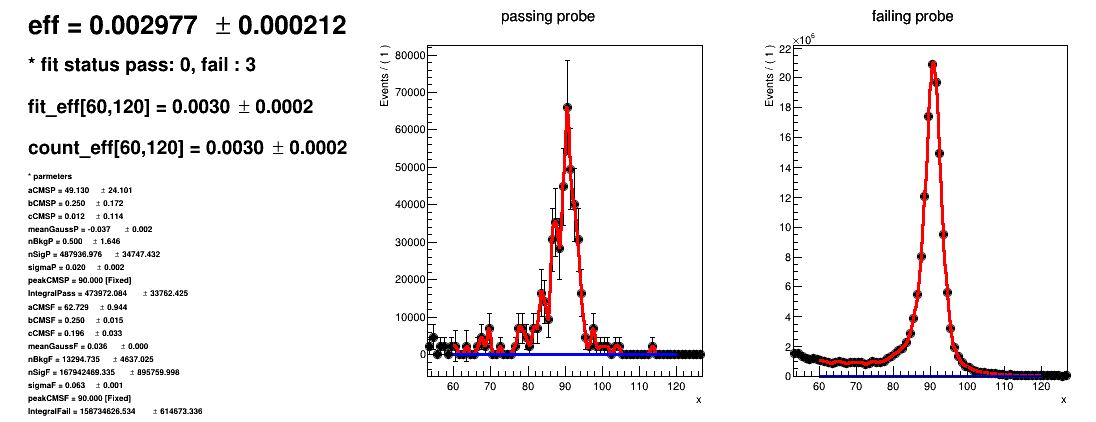 eff = 0.002977 ± 0.000212
* fit status pass: 0, fail : 3
fit_eff[60,120] = 0.0030 ± 0.0002
count_eff[60,120] = 0.0030 ± 0.0002
* parmeters
aCMSP = 49.130 ± 24.101
bCMSP = 0.250 ± 0.172
cCMSP = 0.012 ± 0.114
meanGaussP = -0.037 ± 0.002
nBkgP = 0.500 ± 1.646
nSigP = 487936.976 ± 34747.432
sigmaP = 0.020 ± 0.002
peakCMSP = 90.000 [Fixed]
IntegralPass = 473972.084 ± 33762.425
aCMSF = 62.729 ± 0.944
bCMSF = 0.250 ± 0.015
cCMSF = 0.196 ± 0.033
meanGaussF = 0.036 ± 0.000
nBkgF = 13294.735 ± 4637.025
nSigF = 167942469.335 ± 895759.998
sigmaF = 0.063 ± 0.001
peakCMSF = 90.000 [Fixed]
IntegralFail = 158734626.534 ± 614673.336
passing probe
Events / ( 1 )
80000
70000
60000
50000
40000
30000
20000
10000
0
60 70 80 90 100 110 120
x
failing probe
×10⁶
Events / ( 1 )
22
20
18
16
14
12
10
8
6
4
2
0
60 70 80 90 100 110 120
x